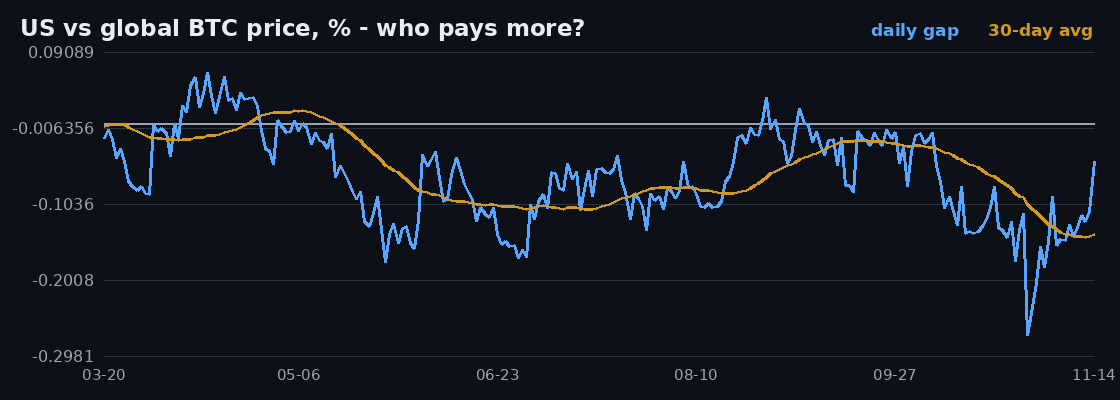 US vs global BTC price, % - who pays more?
daily gap 30-day avg
0.09089
-0.006356
-0.1036
-0.2008
-0.2981
03-20 05-06 06-23 08-10 09-27 11-14